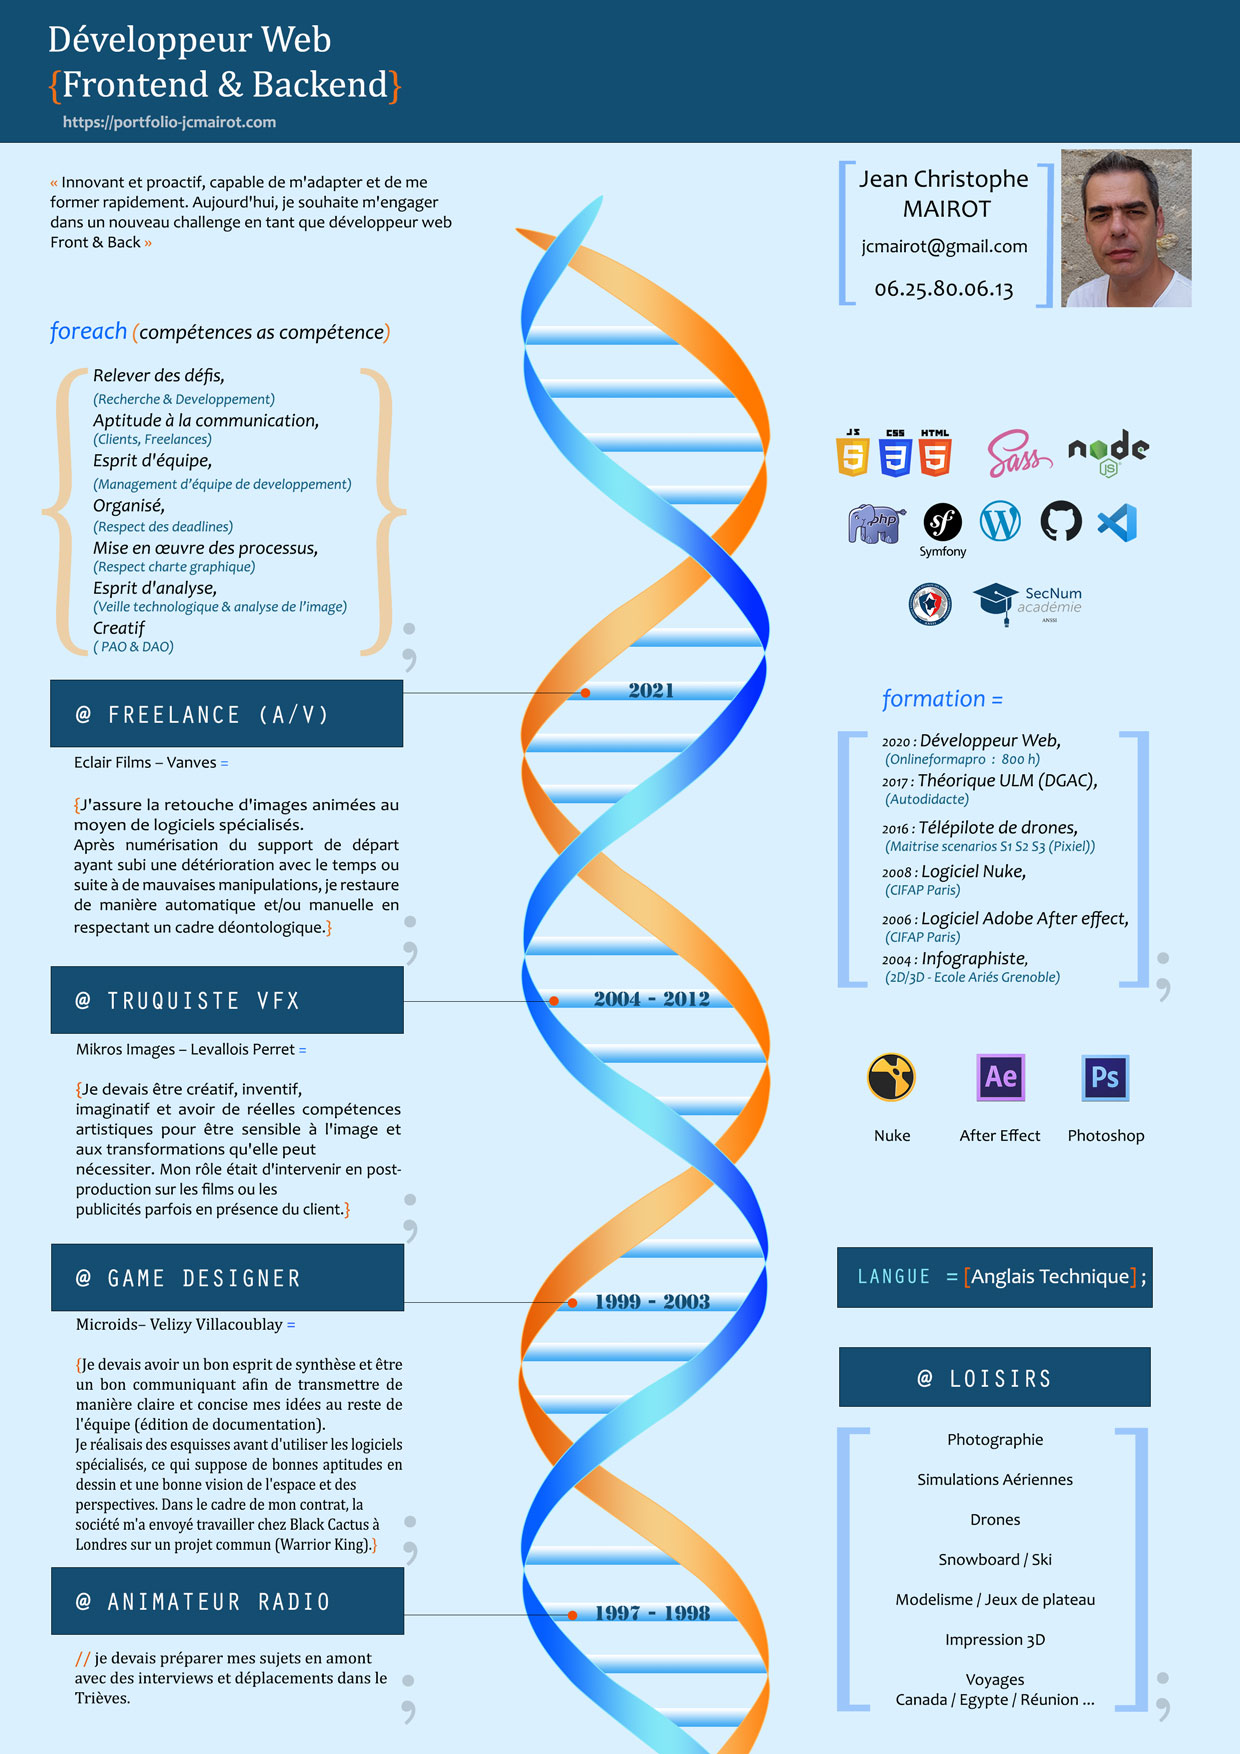 Développeur Web
{Frontend & Backend}
https://portfolio-jcmairot.com
« Innovant et proactif, capable de m'adapter et de me
former rapidement. Aujourd'hui, je souhaite m'engager
dans un nouveau challenge en tant que développeur web
Front & Back »
Jean Christophe
MAIROT
jcmairot@gmail.com
06.25.80.06.13
foreach (compétences as compétence)
{
Relever des défis,
(Recherche & Developpement)
Aptitude à la communication,
(Clients, Freelances)
Esprit d'équipe,
(Management d'équipe de developpement)
Organisé,
(Respect des deadlines)
Mise en œuvre des processus,
(Respect charte graphique)
Esprit d'analyse,
(Veille technologique & analyse de l'image)
Creatif
( PAO & DAO)
} ;
JS CSS HTML
5 3 5
Sass
node
JS
php
sf
Symfony
W
SecNum
académie
ANSSI
@ FREELANCE (A/V)
2021
Eclair Films – Vanves =
{J'assure la retouche d'images animées au
moyen de logiciels spécialisés.
Après numérisation du support de départ
ayant subi une détérioration avec le temps ou
suite à de mauvaises manipulations, je restaure
de manière automatique et/ou manuelle en
respectant un cadre déontologique.} ;
@ TRUQUISTE VFX
2004 - 2012
Mikros Images – Levallois Perret =
{Je devais être créatif, inventif,
imaginatif et avoir de réelles compétences
artistiques pour être sensible à l'image et
aux transformations qu'elle peut
nécessiter. Mon rôle était d'intervenir en post-
production sur les films ou les
publicités parfois en présence du client.} ;
@ GAME DESIGNER
1999 - 2003
Microids– Velizy Villacoublay =
{Je devais avoir un bon esprit de synthèse et être
un bon communiquant afin de transmettre de
manière claire et concise mes idées au reste de
l'équipe (édition de documentation).
Je réalisais des esquisses avant d'utiliser les logiciels
spécialisés, ce qui suppose de bonnes aptitudes en
dessin et une bonne vision de l'espace et des
perspectives. Dans le cadre de mon contrat, la
société m'a envoyé travailler chez Black Cactus à
Londres sur un projet commun (Warrior King).} ;
@ ANIMATEUR RADIO
1997 - 1998
// je devais préparer mes sujets en amont
avec des interviews et déplacements dans le
Trièves. ;
formation =
[
2020 : Développeur Web,
(Onlineformapro : 800 h)
2017 : Théorique ULM (DGAC),
(Autodidacte)
2016 : Télépilote de drones,
(Maitrise scenarios S1 S2 S3 (Pixiel))
2008 : Logiciel Nuke,
(CIFAP Paris)
2006 : Logiciel Adobe After effect,
(CIFAP Paris)
2004 : Infographiste,
(2D/3D - Ecole Ariés Grenoble)
] ;
Ae
Ps
Nuke
After Effect
Photoshop
LANGUE = [Anglais Technique] ;
@ LOISIRS
[
Photographie
Simulations Aériennes
Drones
Snowboard / Ski
Modelisme / Jeux de plateau
Impression 3D
Voyages
Canada / Egypte / Réunion ...
] ;